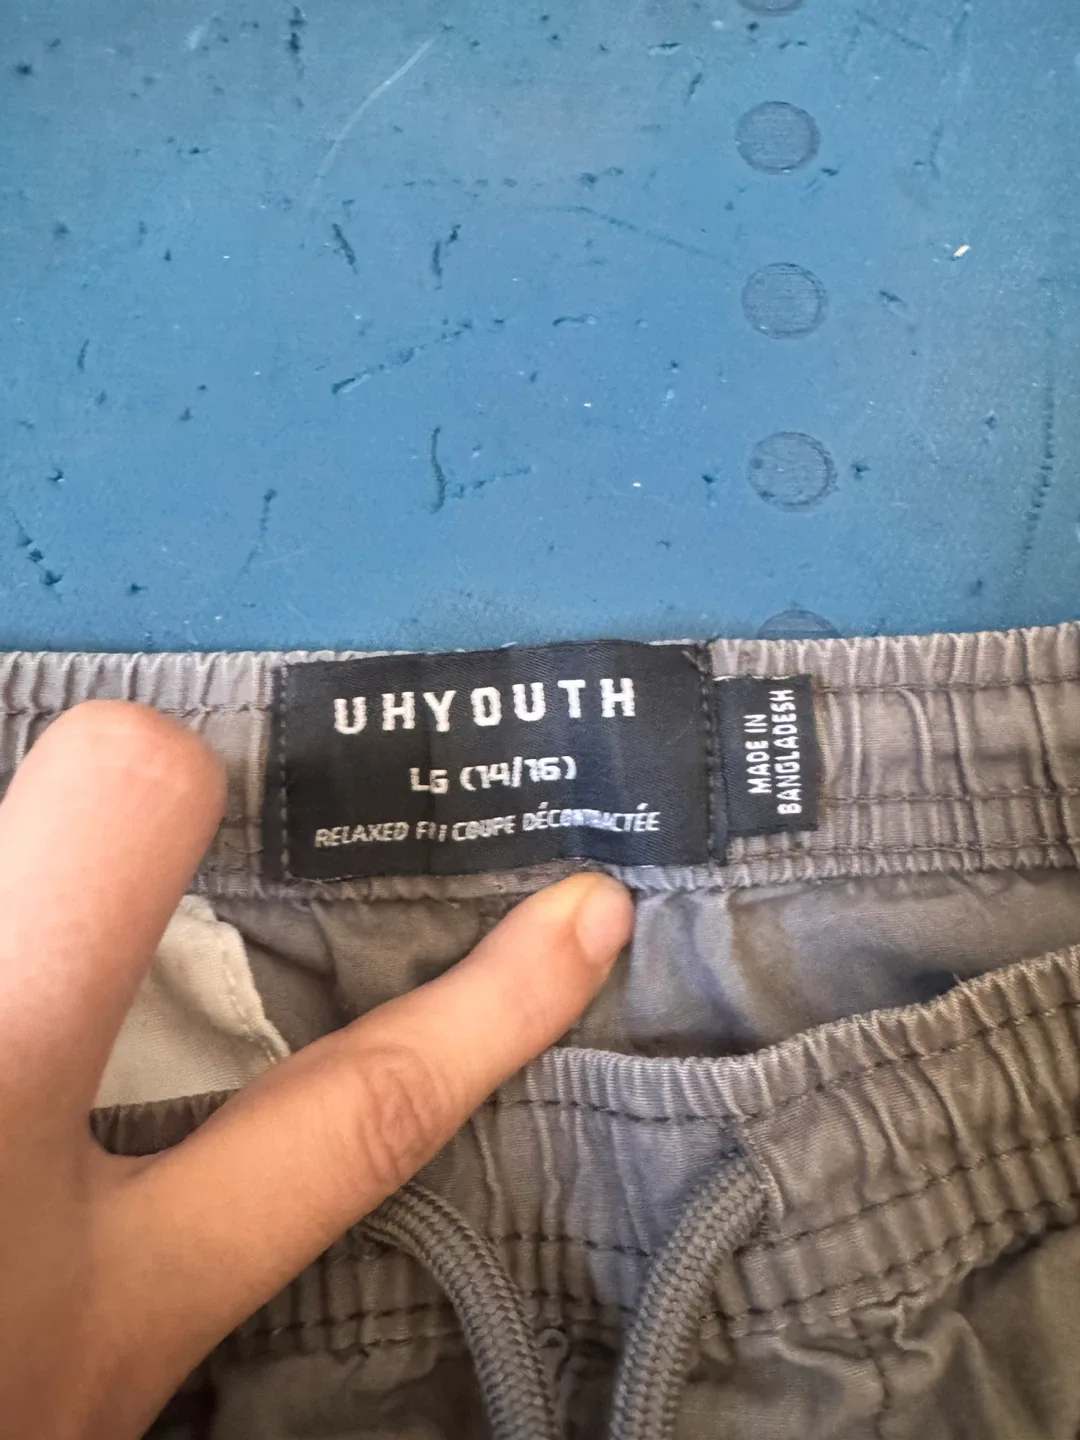 UHYOUTH
LG (14/16)
RELAXED FIT COUPE DÉCONTRACTÉE
MADE IN
BANGLADESH